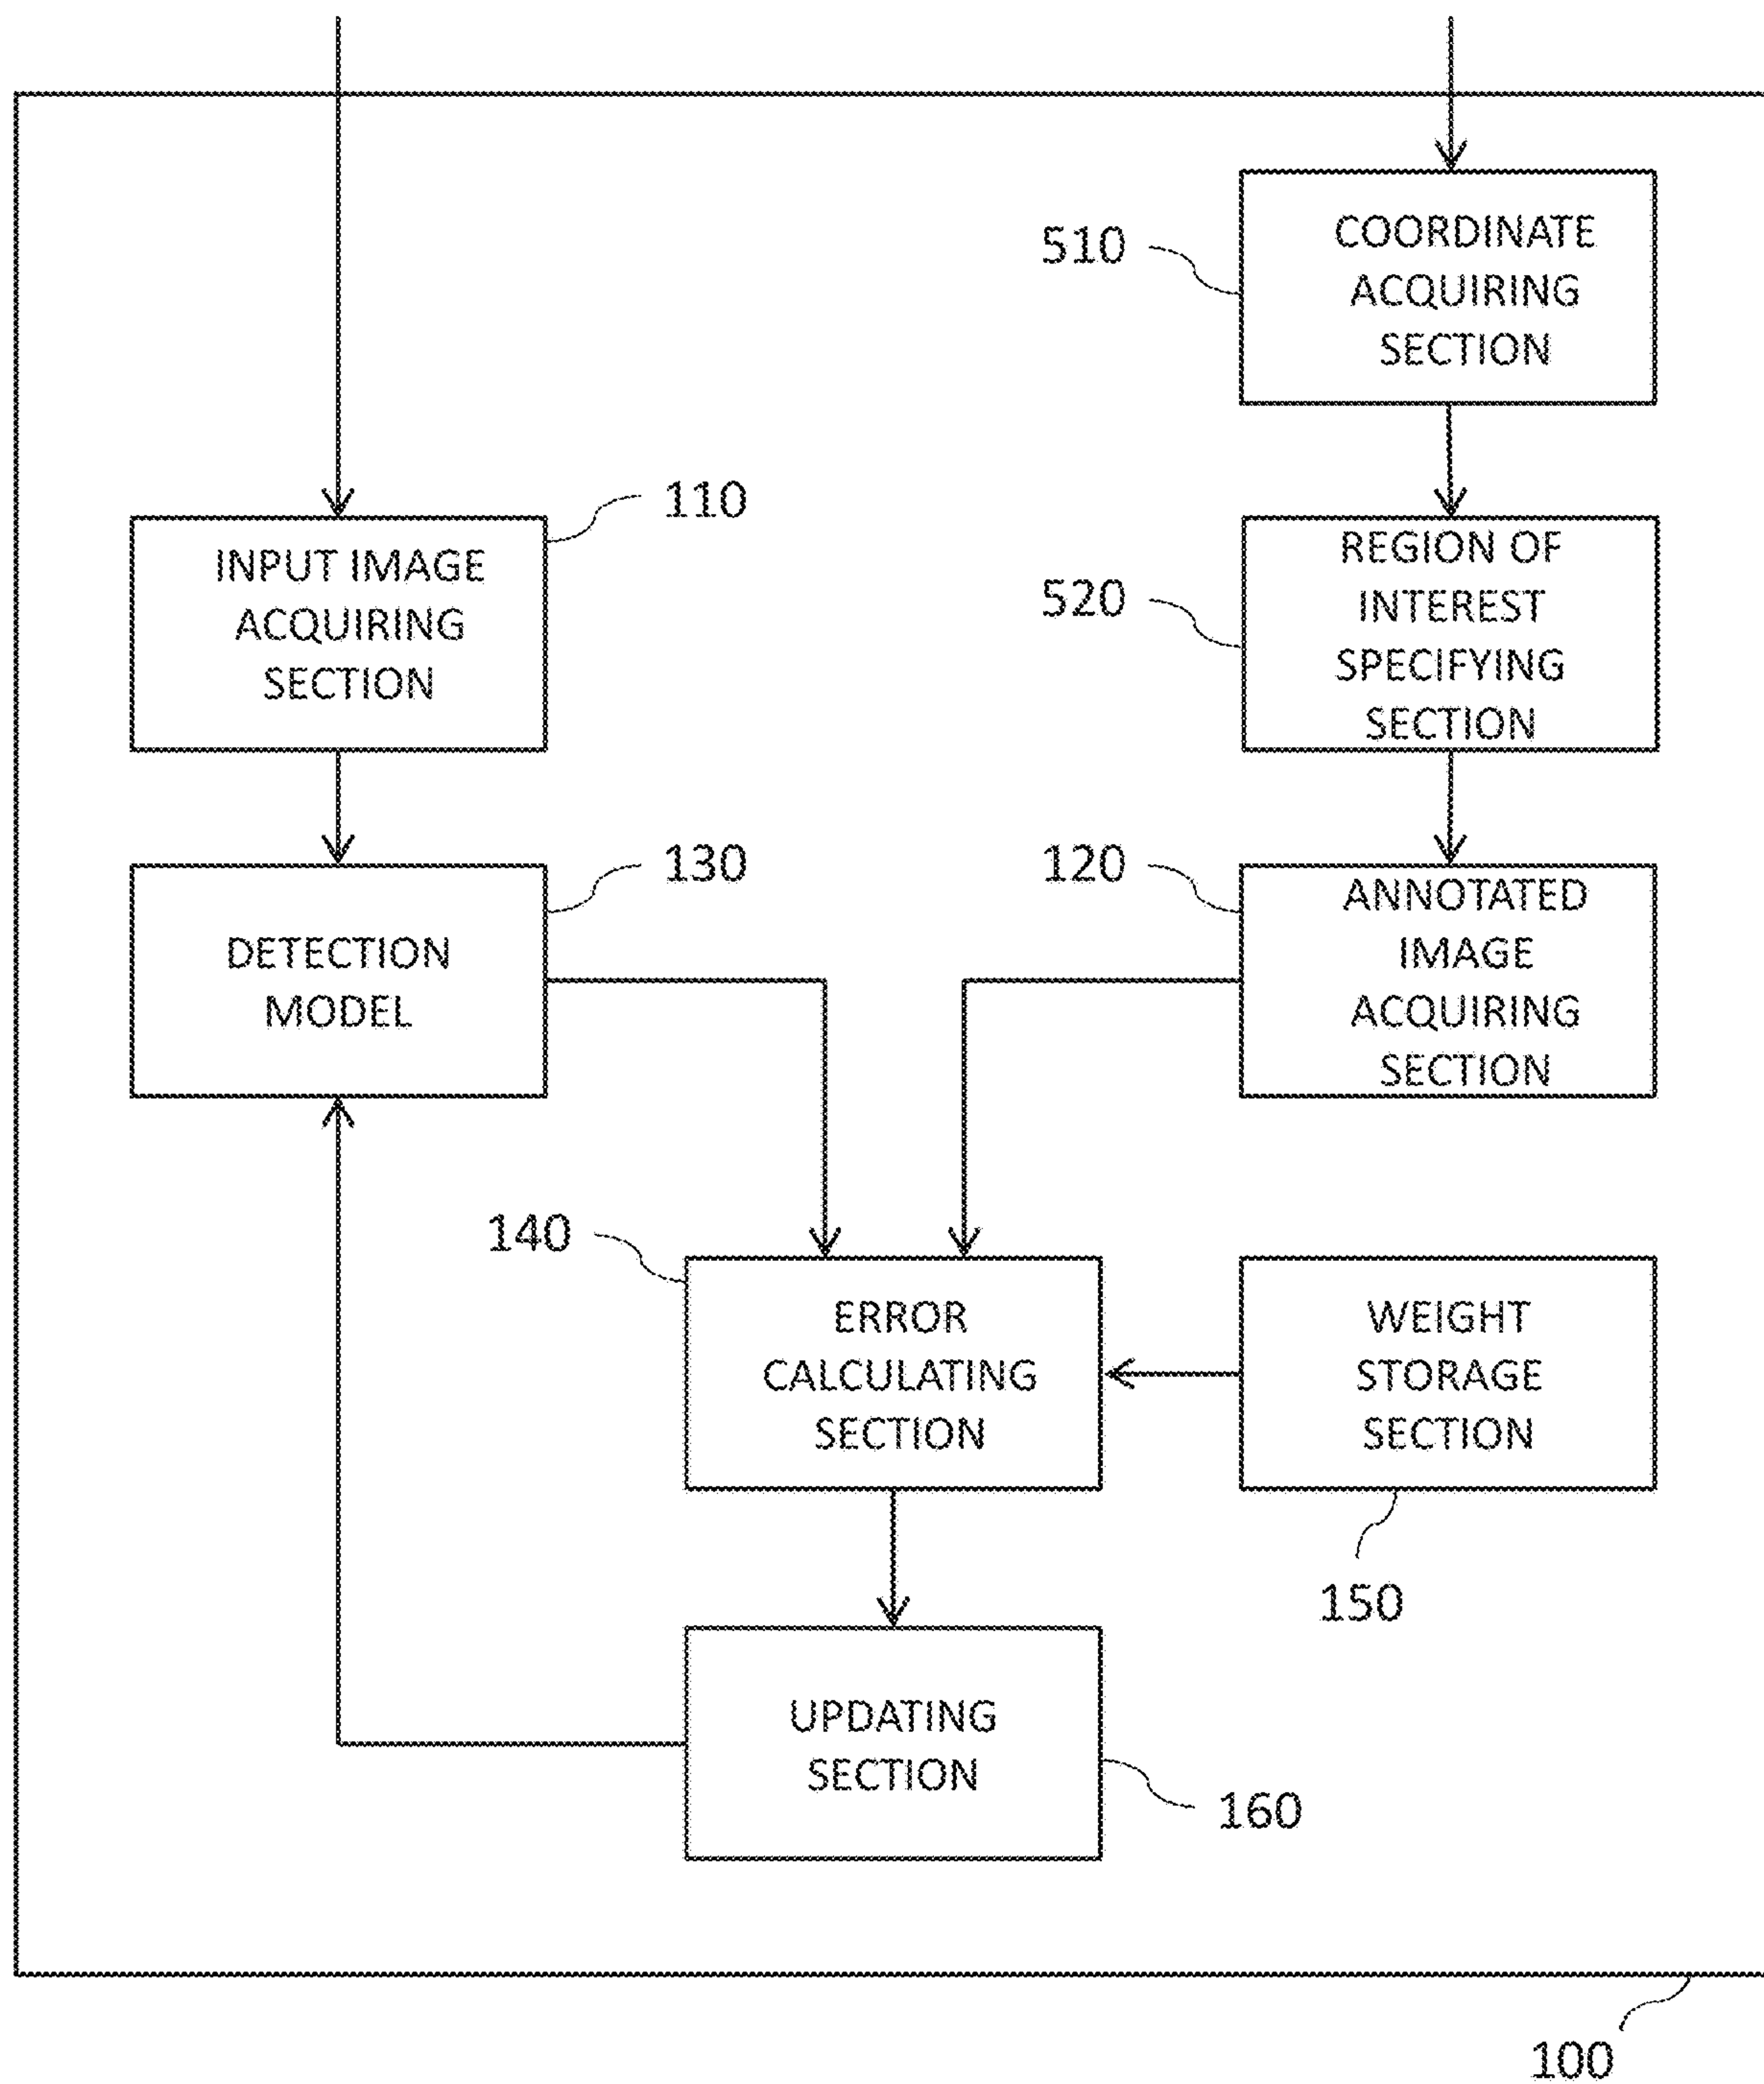 510
COORDINATE
ACQUIRING
SECTION
110
INPUT IMAGE
ACQUIRING
SECTION
520
REGION OF
INTEREST
SPECIFYING
SECTION
130
DETECTION
MODEL
120
ANNOTATED
IMAGE
ACQUIRING
SECTION
140
ERROR
CALCULATING
SECTION
WEIGHT
STORAGE
SECTION
150
UPDATING
SECTION
160
100